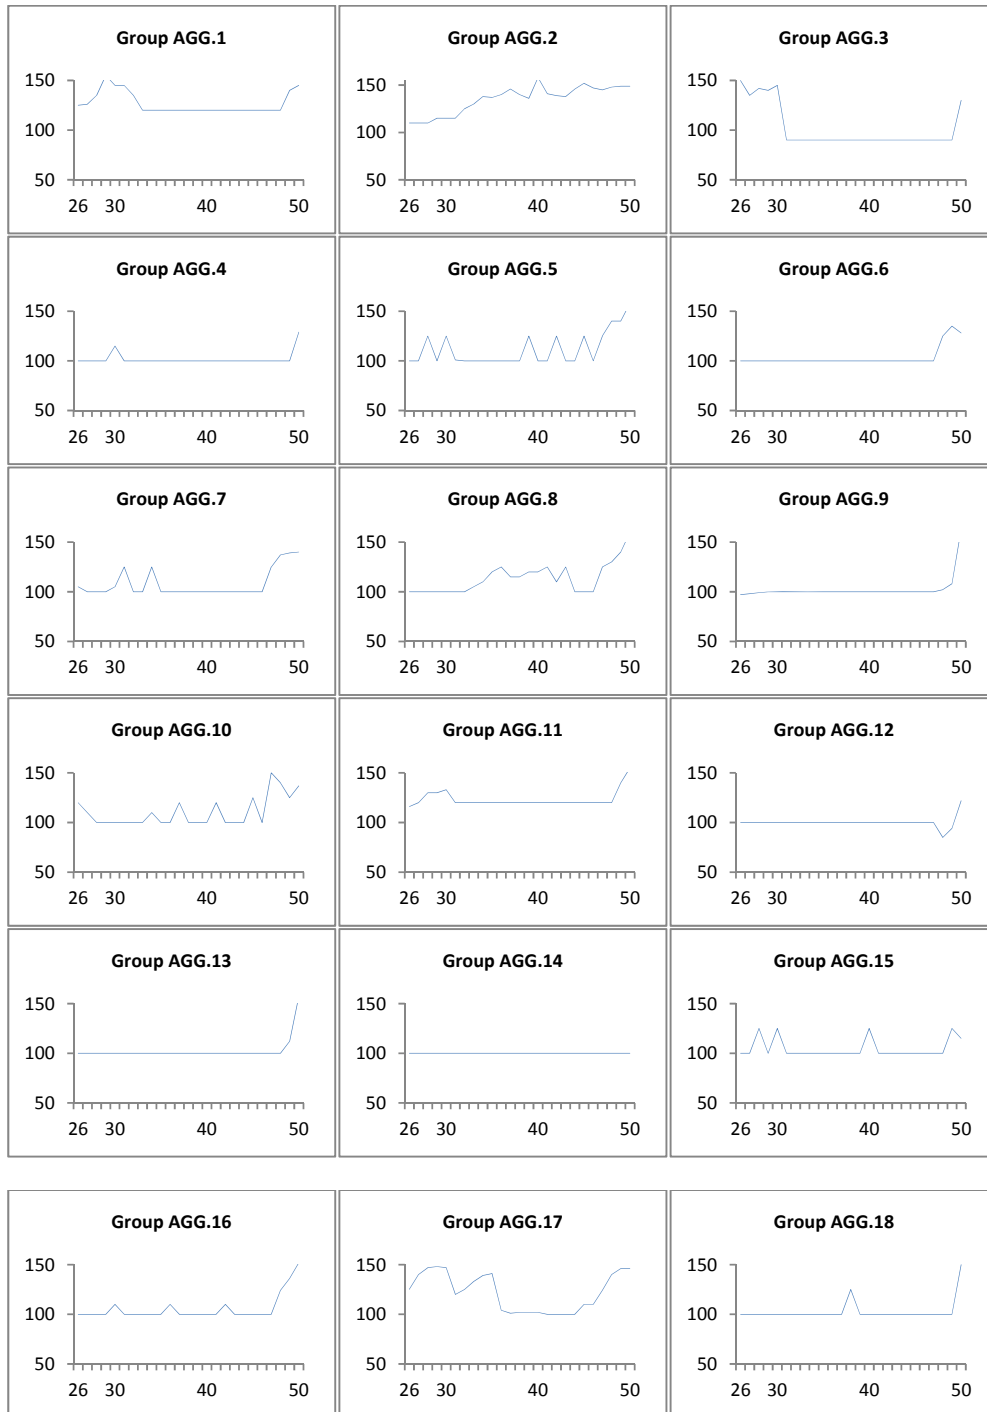 Group AGG.1
150
100
50
26 30 40 50
Group AGG.2
150
100
50
26 30 40 50
Group AGG.3
150
100
50
26 30 40 50
Group AGG.4
150
100
50
26 30 40 50
Group AGG.5
150
100
50
26 30 40 50
Group AGG.6
150
100
50
26 30 40 50
Group AGG.7
150
100
50
26 30 40 50
Group AGG.8
150
100
50
26 30 40 50
Group AGG.9
150
100
50
26 30 40 50
Group AGG.10
150
100
50
26 30 40 50
Group AGG.11
150
100
50
26 30 40 50
Group AGG.12
150
100
50
26 30 40 50
Group AGG.13
150
100
50
26 30 40 50
Group AGG.14
150
100
50
26 30 40 50
Group AGG.15
150
100
50
26 30 40 50
Group AGG.16
150
100
50
26 30 40 50
Group AGG.17
150
100
50
26 30 40 50
Group AGG.18
150
100
50
26 30 40 50